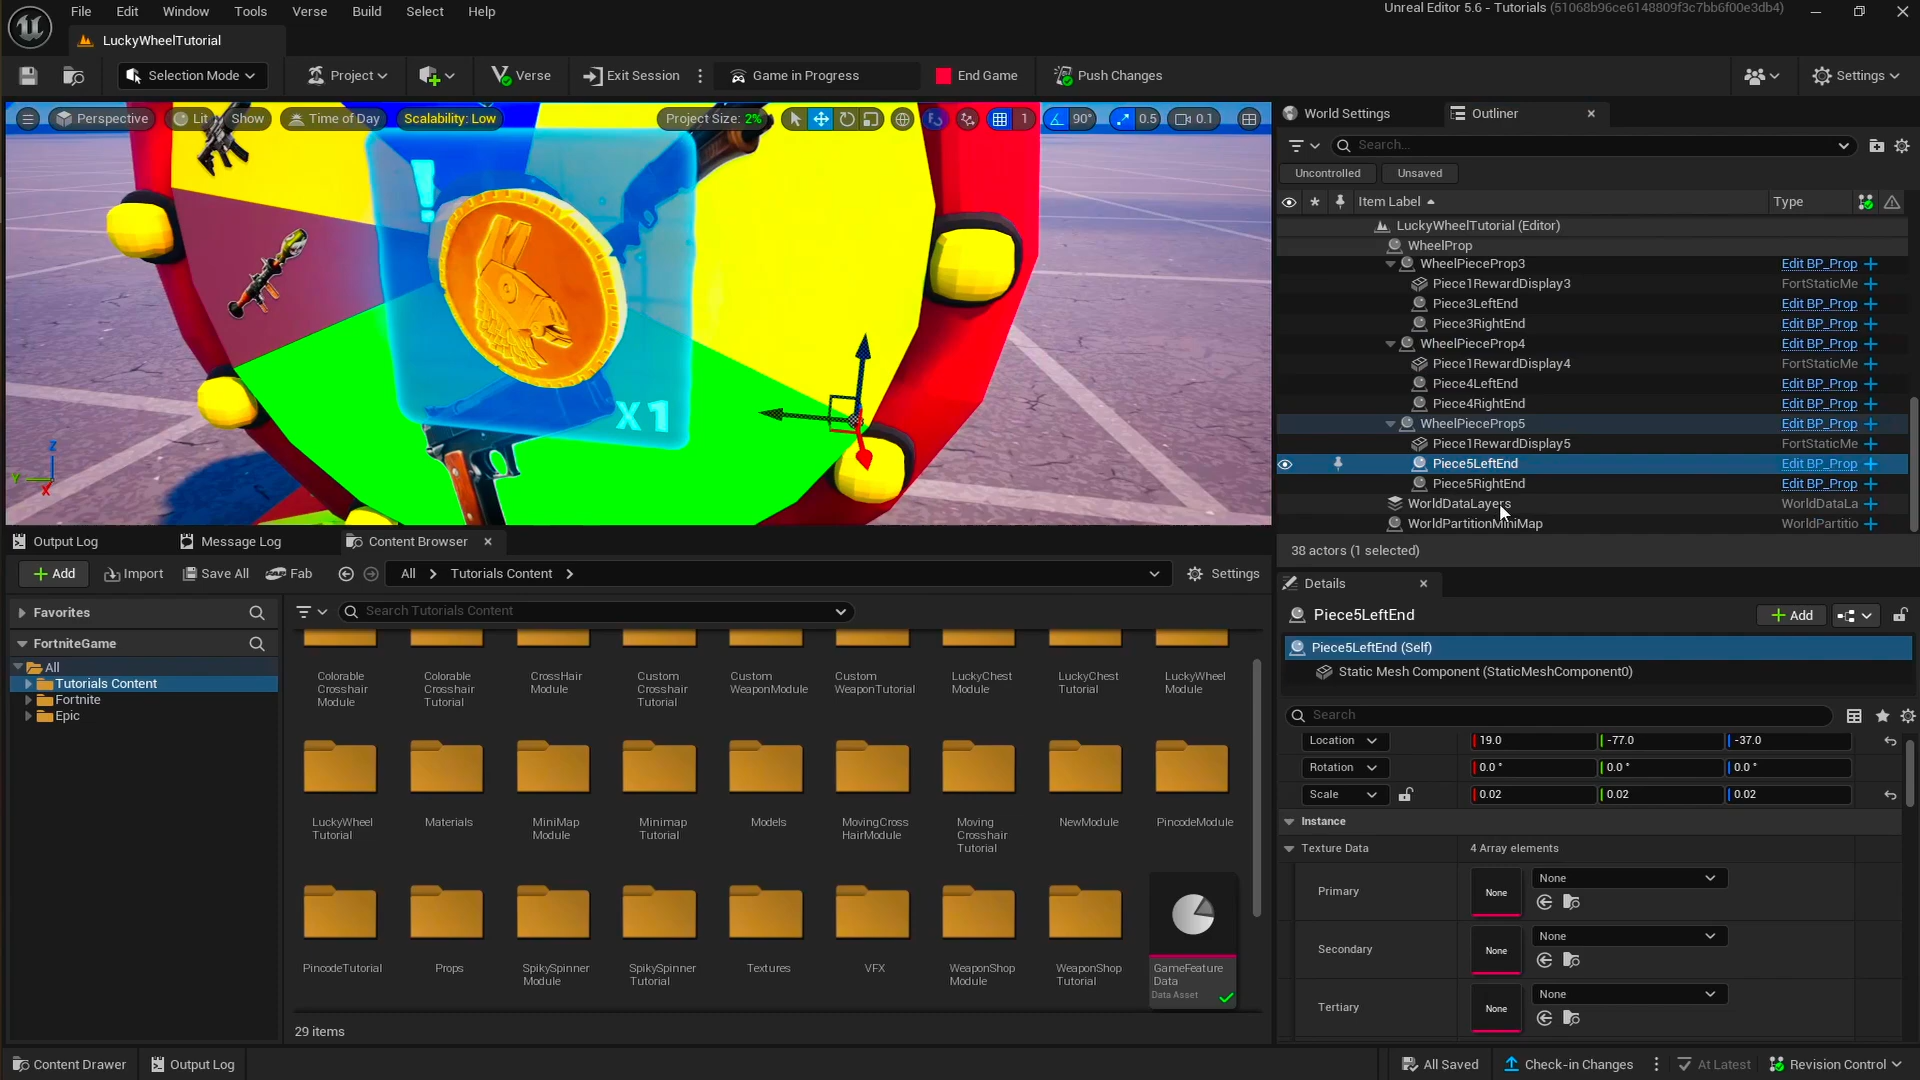 File Edit Window Tools Verse Build Select Help
Unreal Editor 5.6 - Tutorials (51068b96ce6148809f3c7bb6f00e3db4)
LuckyWheelTutorial
Selection Mode Project Verse Exit Session Game in Progress End Game Push Changes Settings
Perspective Lit Show Time of Day Scalability: Low Project Size: 2% 1 90° 0.5 0.1
! X1
Z
Y
X
World Settings Outliner
Search...
Uncontrolled Unsaved
Item Label Type
LuckyWheelTutorial (Editor)
WheelProp
WheelPieceProp3 Edit BP_Prop
Piece1RewardDisplay3 FortStaticMe
Piece3LeftEnd Edit BP_Prop
Piece3RightEnd Edit BP_Prop
WheelPieceProp4 Edit BP_Prop
Piece1RewardDisplay4 FortStaticMe
Piece4LeftEnd Edit BP_Prop
Piece4RightEnd Edit BP_Prop
WheelPieceProp5 Edit BP_Prop
Piece1RewardDisplay5 FortStaticMe
Piece5LeftEnd Edit BP_Prop
Piece5RightEnd Edit BP_Prop
WorldDataLayers WorldDataLa
WorldPartitionMiniMap WorldPartitio
38 actors (1 selected)
Output Log Message Log Content Browser
Add Import Save All Fab All Tutorials Content Settings
Favorites
Search Tutorials Content
FortniteGame
All
Tutorials Content
Fortnite
Epic
Colorable Crosshair Module
Colorable Crosshair Tutorial
CrossHair Module
Custom Crosshair Tutorial
Custom WeaponModule
Custom WeaponTutorial
LuckyChest Module
LuckyChest Tutorial
LuckyWheel Module
LuckyWheel Tutorial
Materials
MiniMap Module
Minimap Tutorial
Models
MovingCross HairModule
Moving Crosshair Tutorial
NewModule
PincodeModule
PincodeTutorial
Props
SpikySpinner Module
SpikySpinner Tutorial
Textures
VFX
WeaponShop Module
WeaponShop Tutorial
GameFeature Data
Data Asset
29 items
Details
Piece5LeftEnd Add
Piece5LeftEnd (Self)
Static Mesh Component (StaticMeshComponent0)
Search
Location 19.0 -77.0 -37.0
Rotation 0.0 ° 0.0 ° 0.0 °
Scale 0.02 0.02 0.02
Instance
Texture Data 4 Array elements
Primary None None
Secondary None None
Tertiary None None
Content Drawer Output Log All Saved Check-in Changes At Latest Revision Control